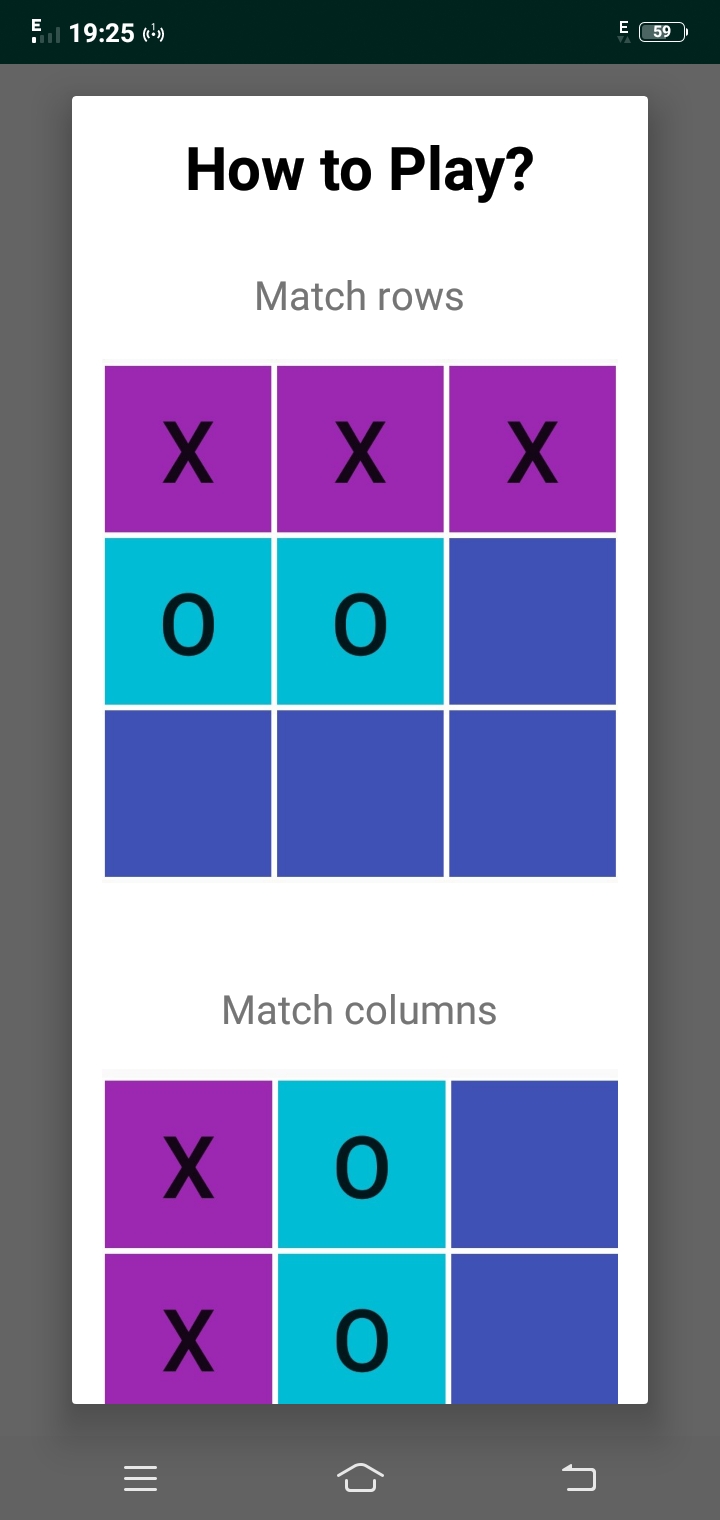 E 19:25 E 59
How to Play?
Match rows
X X X
O O
Match columns
X O
X O